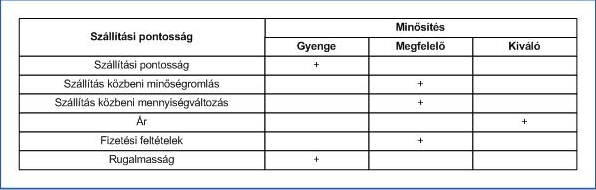 Szállítási pontosság Minősítés
Gyenge Megfelelő Kiváló
Szállítási pontosság +
Szállítás közbeni minőségromlás +
Szállítás közbeni mennyiségváltozás +
Ár +
Fizetési feltételek +
Rugalmasság +